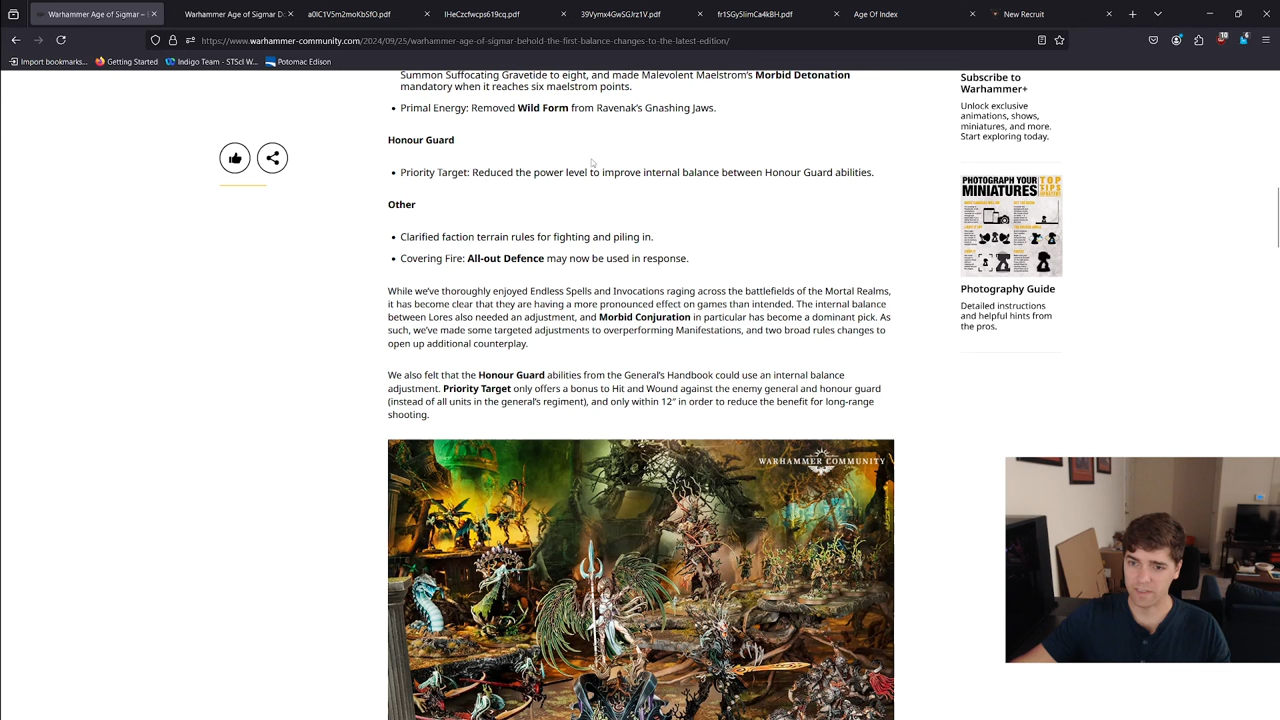 Warhammer Age of Sigmar –
Warhammer Age of Sigmar D
a0IC1V5m2moKbSfO.pdf
IHeCzcfwcps619cq.pdf
39Vymx4GwSGJrz1V.pdf
fr1SGy5IimCa4kBH.pdf
Age Of Index
New Recruit
https://www.warhammer-community.com/2024/09/25/warhammer-age-of-sigmar-behold-the-first-balance-changes-to-the-latest-edition/
10
6
Import bookmarks...
Getting Started
Indigo Team - STScI W...
Potomac Edison
Summon Suffocating Gravetide to eight, and made Malevolent Maelstrom's Morbid Detonation
mandatory when it reaches six maelstrom points.
• Primal Energy: Removed Wild Form from Ravenak's Gnashing Jaws.
Honour Guard
• Priority Target: Reduced the power level to improve internal balance between Honour Guard abilities.
Other
• Clarified faction terrain rules for fighting and piling in.
• Covering Fire: All-out Defence may now be used in response.
While we've thoroughly enjoyed Endless Spells and Invocations raging across the battlefields of the Mortal Realms,
it has become clear that they are having a more pronounced effect on games than intended. The internal balance
between Lores also needed an adjustment, and Morbid Conjuration in particular has become a dominant pick. As
such, we've made some targeted adjustments to overperforming Manifestations, and two broad rules changes to
open up additional counterplay.
We also felt that the Honour Guard abilities from the General's Handbook could use an internal balance
adjustment. Priority Target only offers a bonus to Hit and Wound against the enemy general and honour guard
(instead of all units in the general's regiment), and only within 12" in order to reduce the benefit for long-range
shooting.
WARHAMMER COMMUNITY
Subscribe to
Warhammer+
Unlock exclusive
animations, shows,
miniatures, and more.
Start exploring today.
PHOTOGRAPH YOUR
MINIATURES
TOP
TIPS
Photography Guide
Detailed instructions
and helpful hints from
the pros.